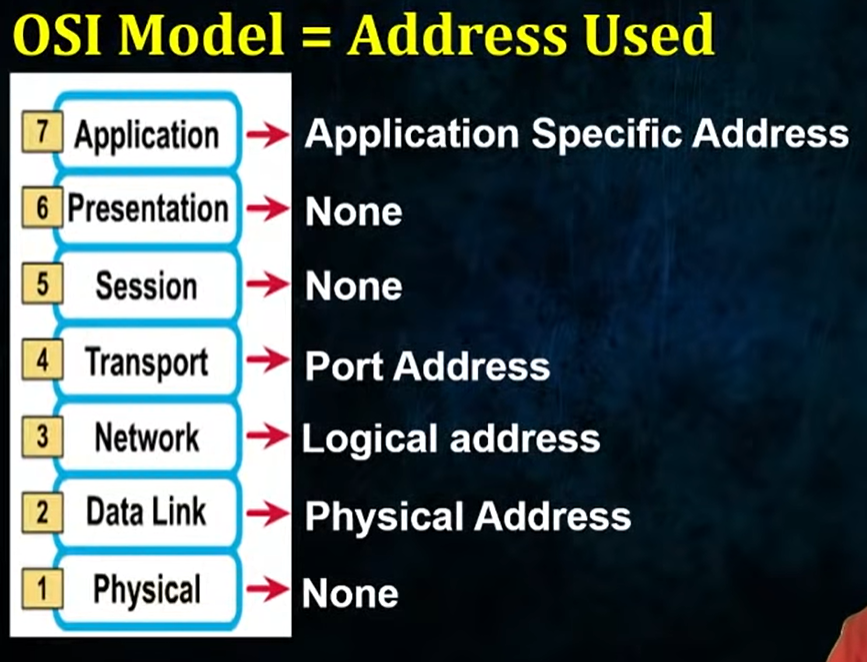 OSI Model = Address Used
7 Application Application Specific Address
6 Presentation None
5 Session None
4 Transport Port Address
3 Network Logical address
2 Data Link Physical Address
1 Physical None